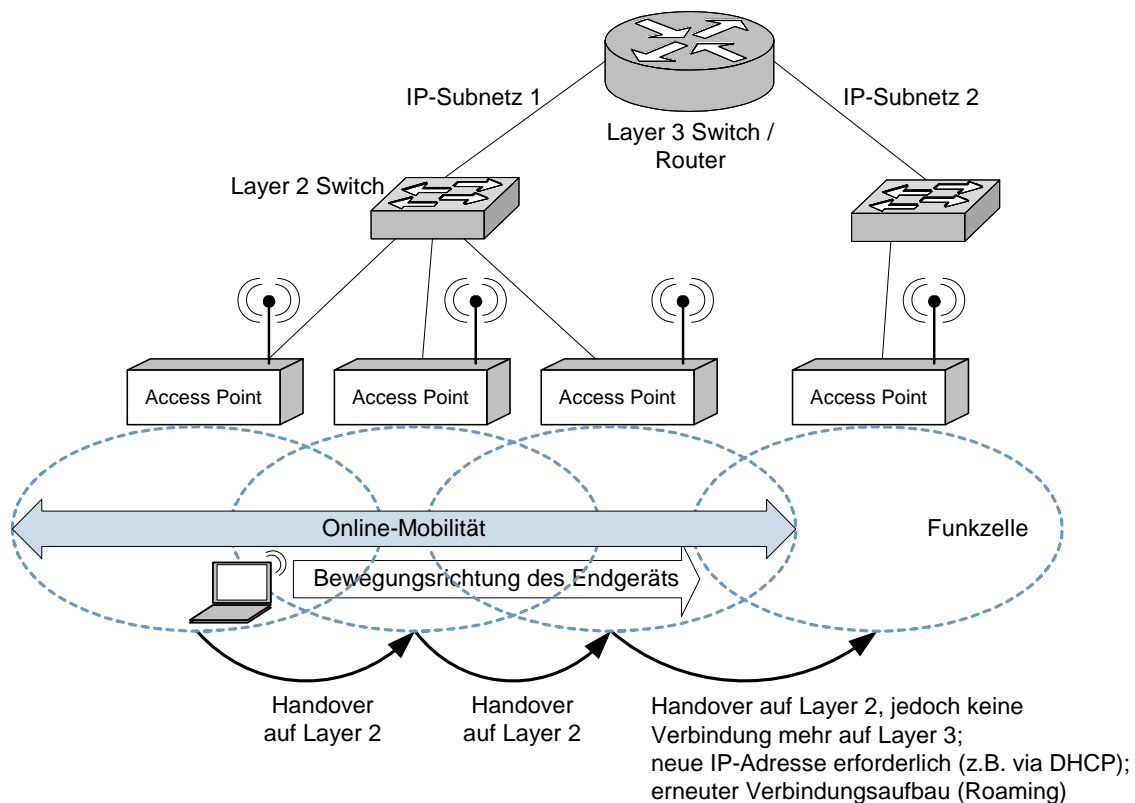 IP-Subnetz 1
IP-Subnetz 2
Layer 3 Switch /
Router
Layer 2 Switch
Access Point
Access Point
Access Point
Access Point
Online-Mobilität
Funkzelle
Bewegungsrichtung des Endgeräts
Handover
auf Layer 2
Handover
auf Layer 2
Handover auf Layer 2, jedoch keine
Verbindung mehr auf Layer 3;
neue IP-Adresse erforderlich (z.B. via DHCP);
erneuter Verbindungsaufbau (Roaming)